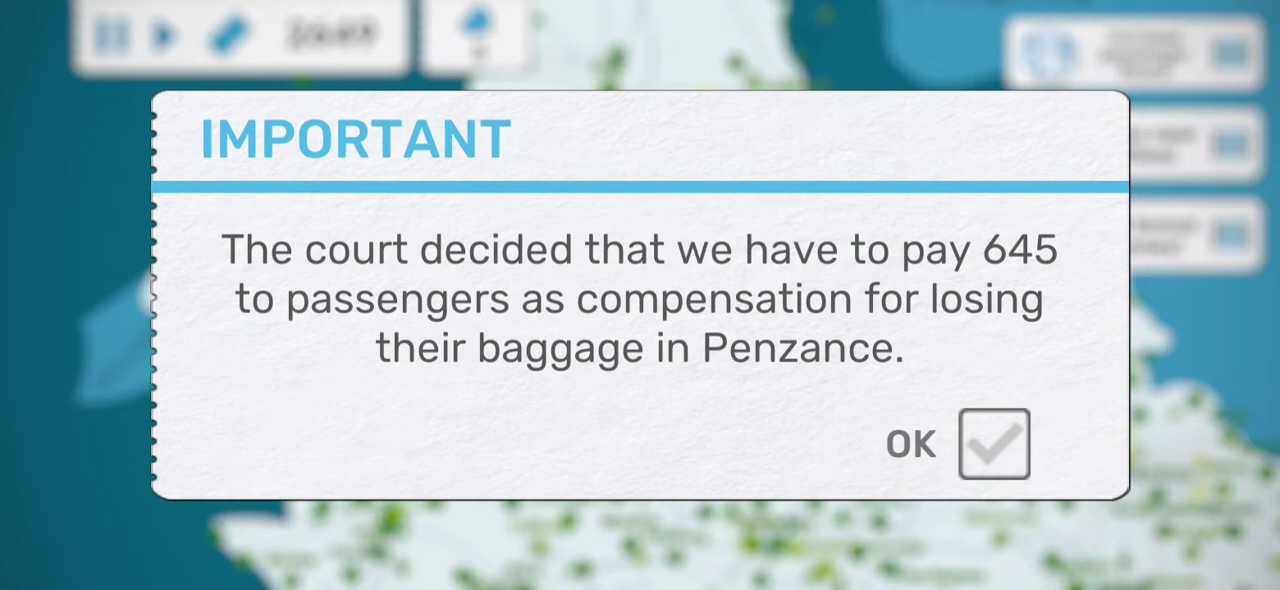 2649
IMPORTANT
The court decided that we have to pay 645
to passengers as compensation for losing
their baggage in Penzance.
OK